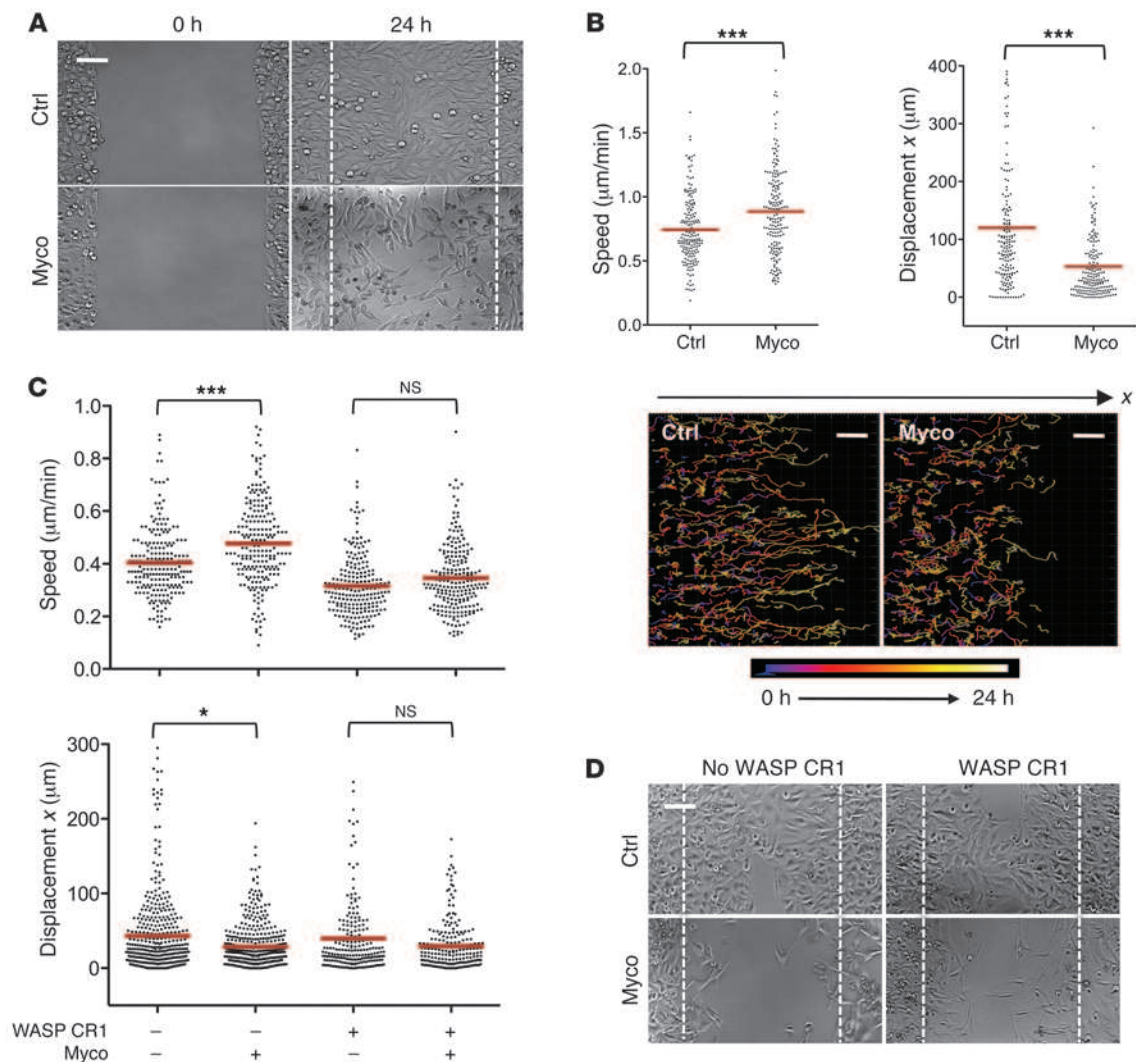 A
0 h
24 h
Ctrl
Myco
B
***
2.0
1.5
1.0
0.5
0.0
Speed (μm/min)
Ctrl
Myco
***
400
300
200
100
0
Displacement x (μm)
Ctrl
Myco
x
Ctrl
Myco
0 h
24 h
C
***
NS
1.0
0.8
0.6
0.4
0.2
0.0
Speed (μm/min)
*
NS
300
200
100
0
Displacement x (μm)
WASP CR1 – – + +
Myco – + – +
D
No WASP CR1
WASP CR1
Ctrl
Myco